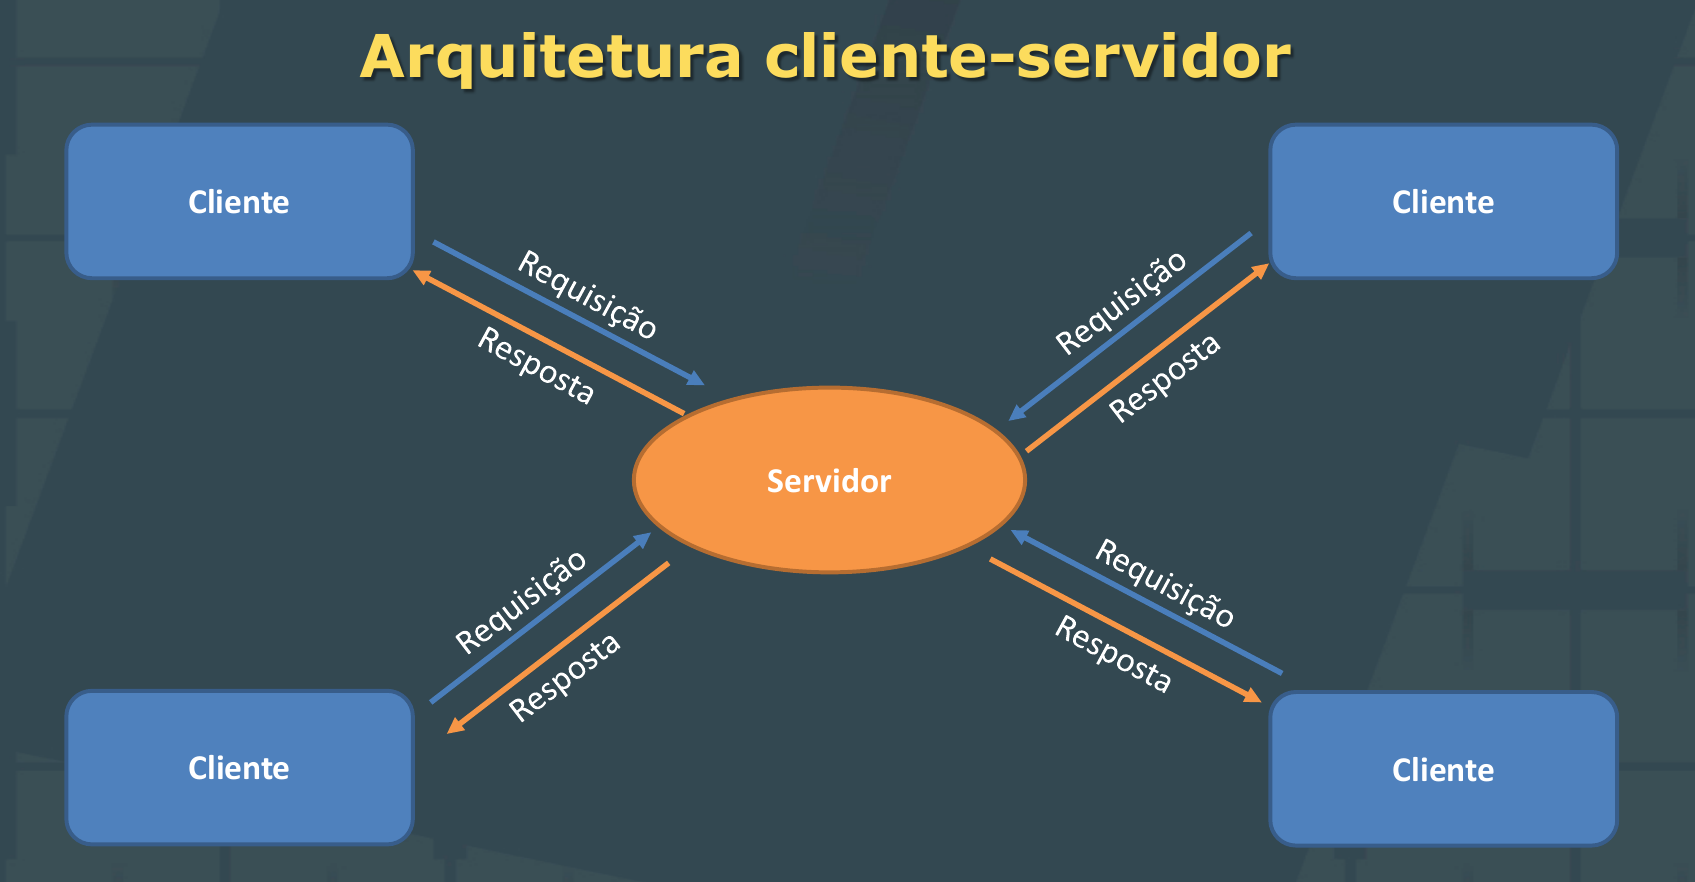 Arquitetura cliente-servidor
Cliente
Cliente
Requisição
Resposta
Requisição
Resposta
Servidor
Requisição
Resposta
Requisição
Resposta
Cliente
Cliente